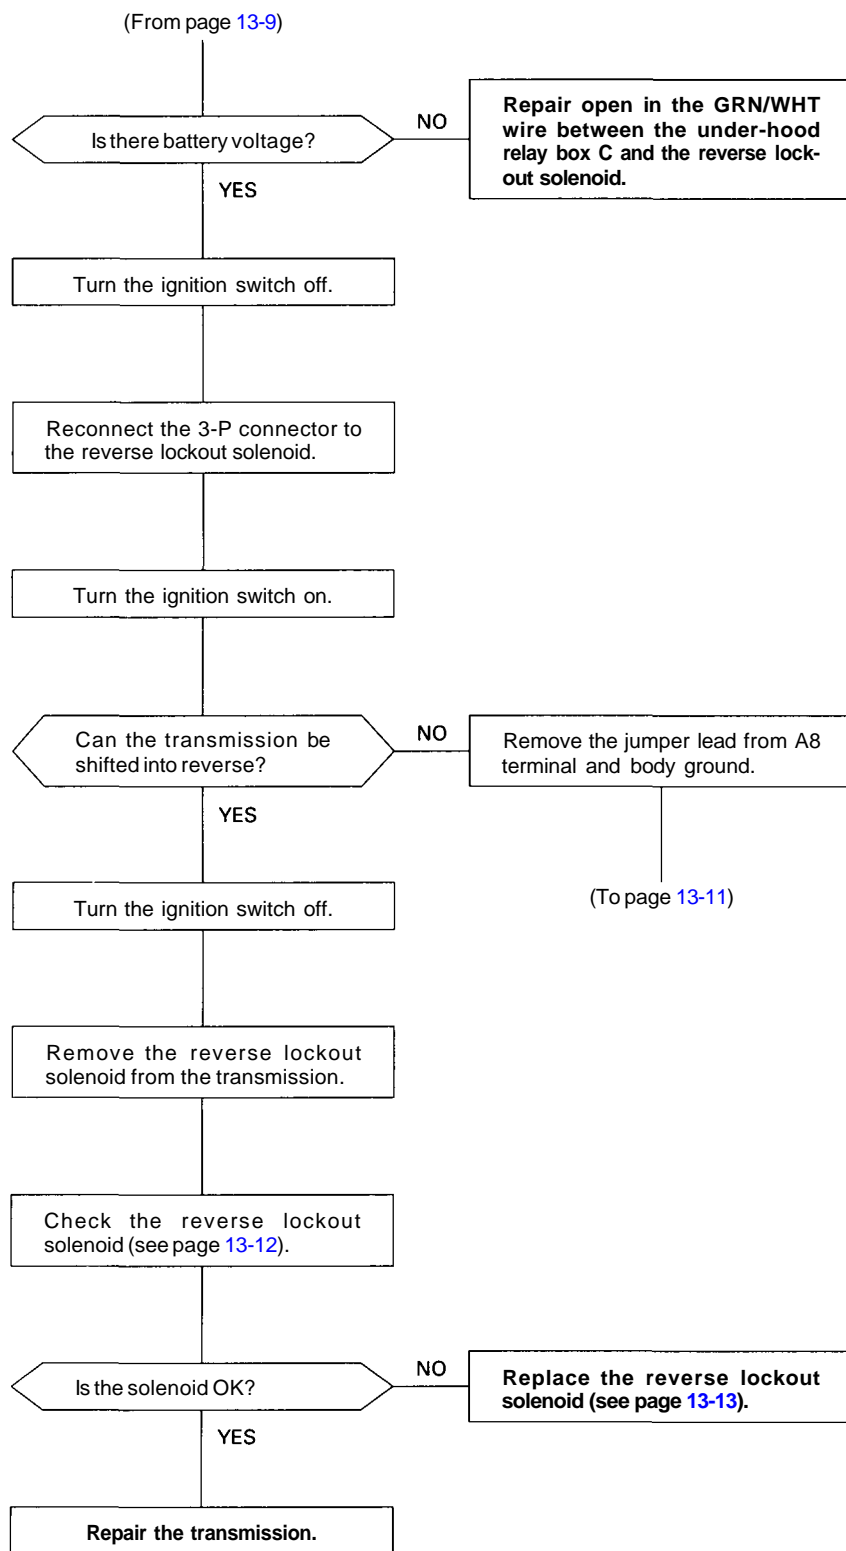 (From page 13-9)
Is there battery voltage?
NO
Repair open in the GRN/WHT
wire between the under-hood
relay box C and the reverse lock-
out solenoid.
YES
Turn the ignition switch off.
Reconnect the 3-P connector to
the reverse lockout solenoid.
Turn the ignition switch on.
Can the transmission be
shifted into reverse?
NO
Remove the jumper lead from A8
terminal and body ground.
YES
(To page 13-11)
Turn the ignition switch off.
Remove the reverse lockout
solenoid from the transmission.
Check the reverse lockout
solenoid (see page 13-12).
Is the solenoid OK?
NO
Replace the reverse lockout
solenoid (see page 13-13).
YES
Repair the transmission.